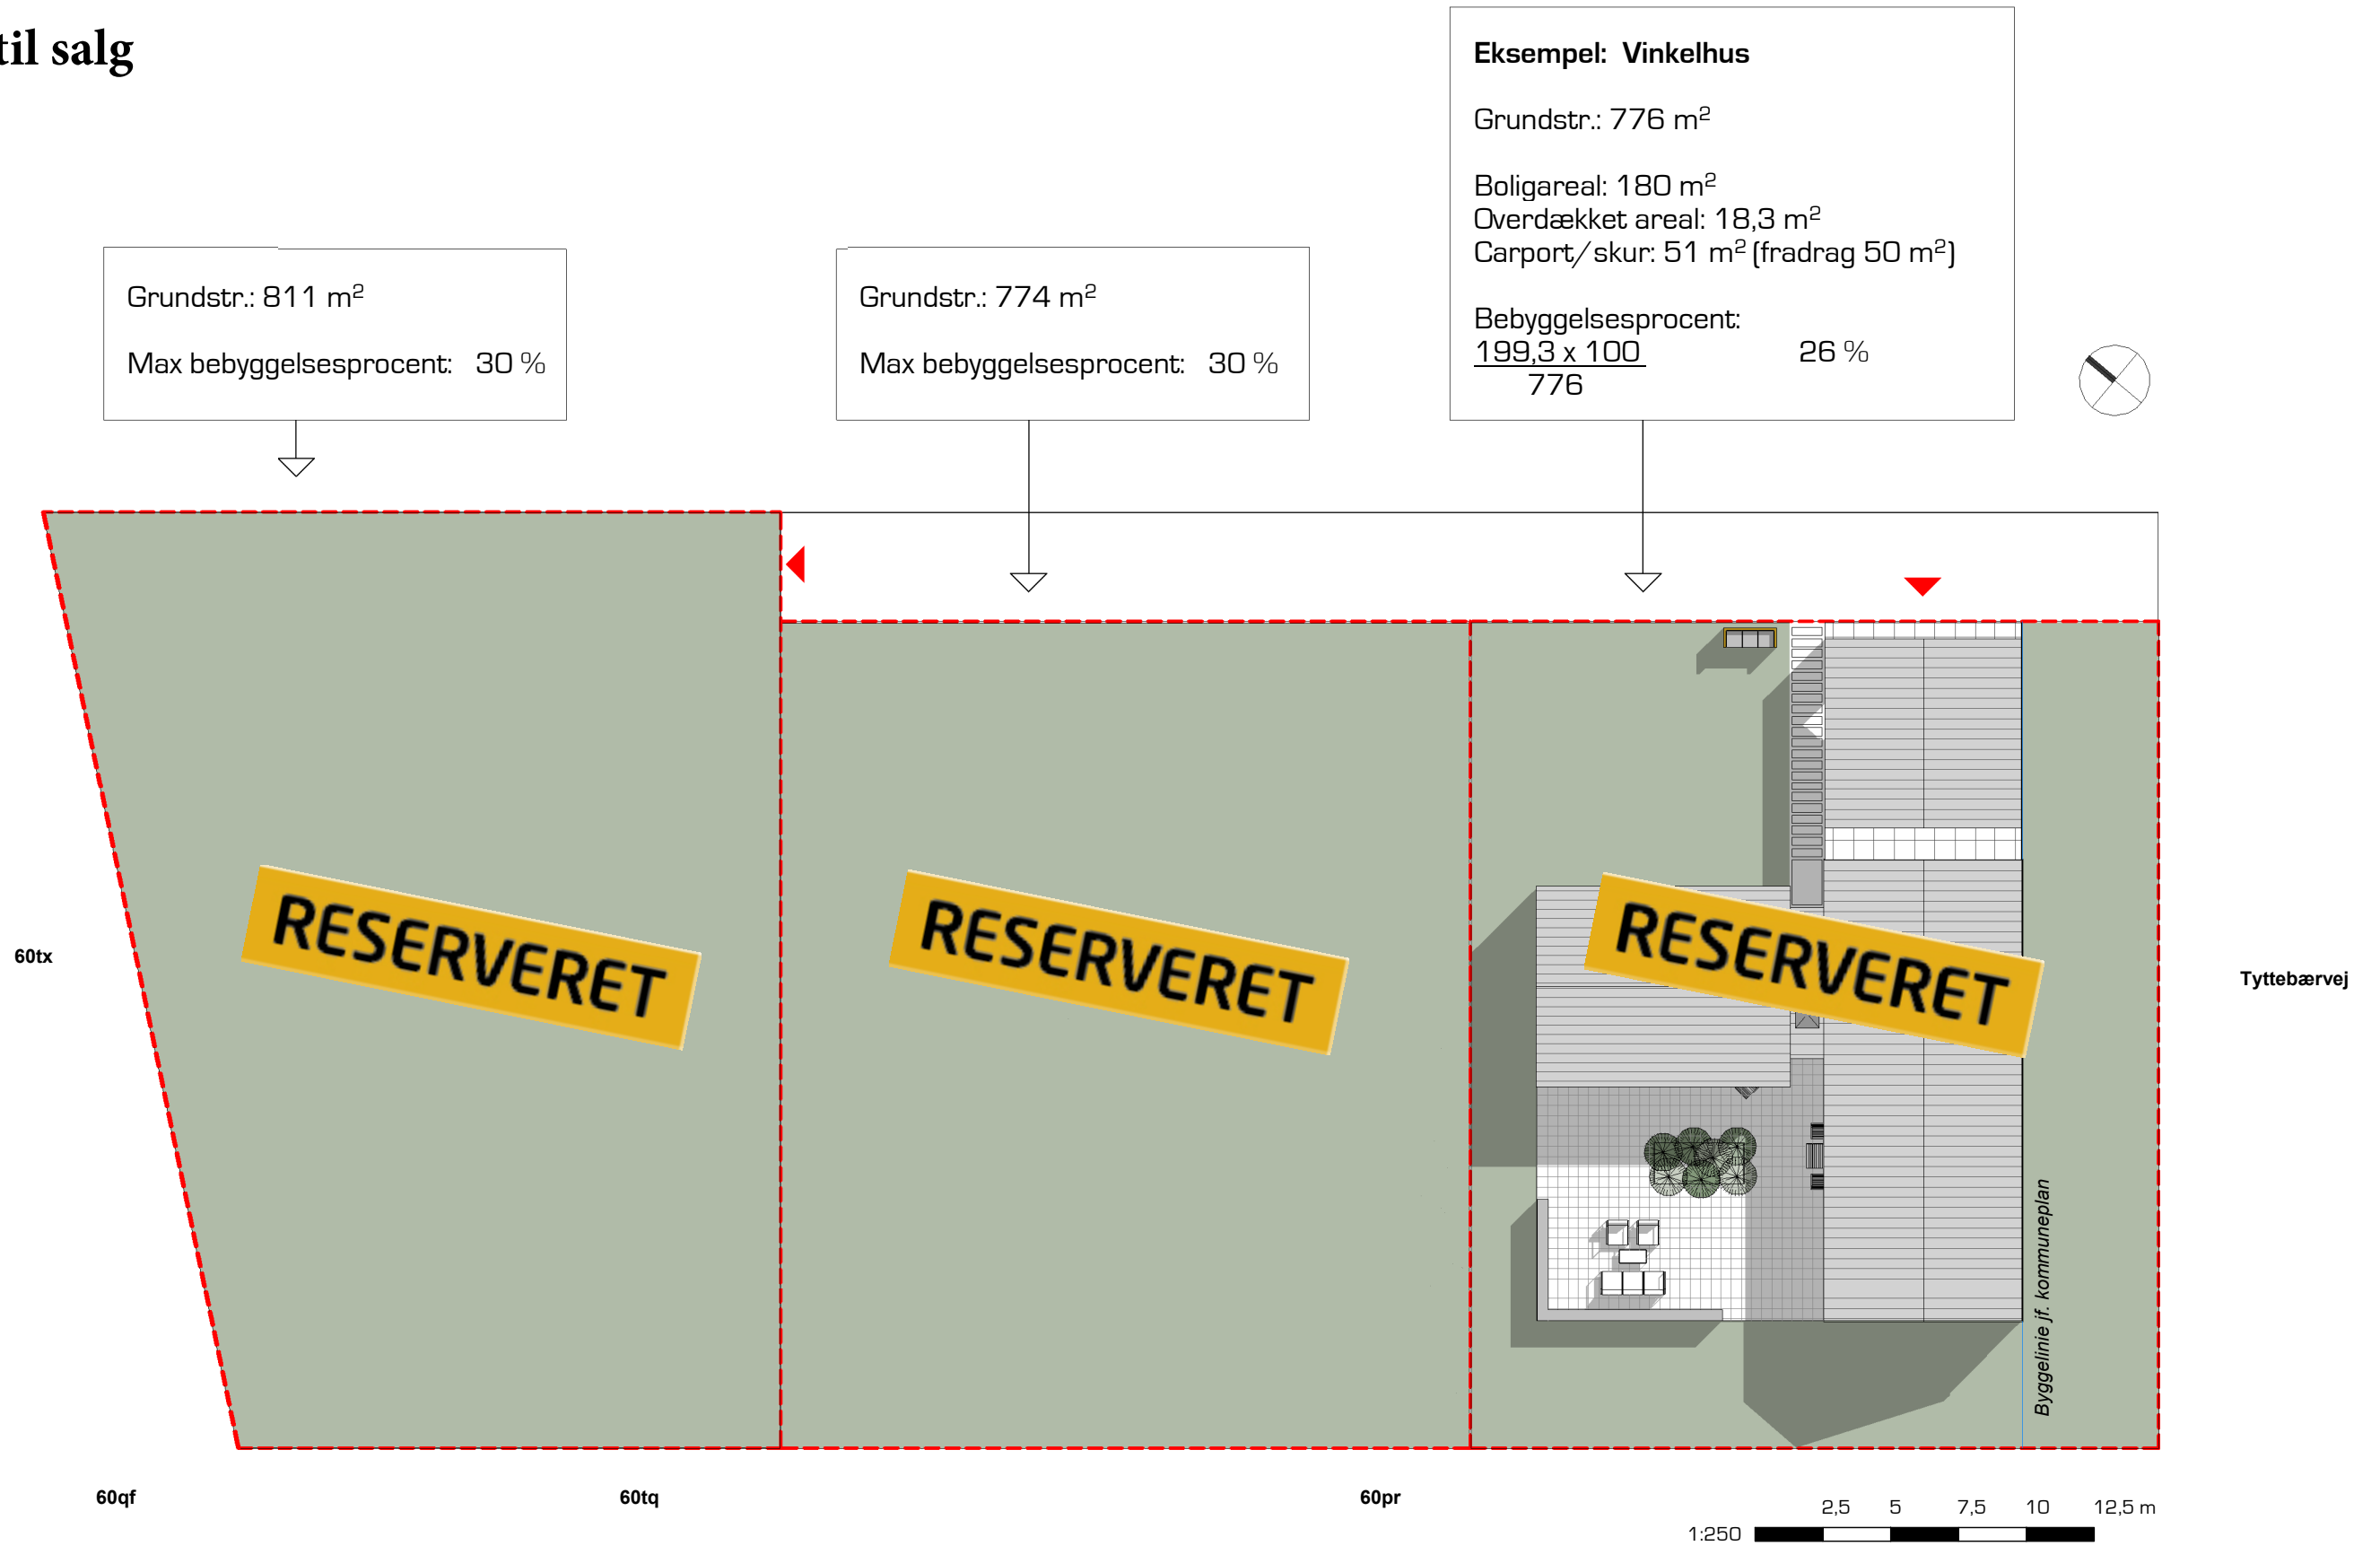 til salg
Eksempel: Vinkelhus
Grundstr.: 776 m²
Boligareal: 180 m²
Overdækket areal: 18,3 m²
Carport/skur: 51 m² (fradrag 50 m²)
Bebyggelsesprocent:
199,3 x 100 26 %
776
Grundstr.: 811 m²
Max bebyggelsesprocent: 30 %
Grundstr.: 774 m²
Max bebyggelsesprocent: 30 %
RESERVERET
RESERVERET
RESERVERET
60tx
Tyttebærvej
Byggelinie jf. kommuneplan
60qf
60tq
60pr
2,5 5 7,5 10 12,5 m
1:250